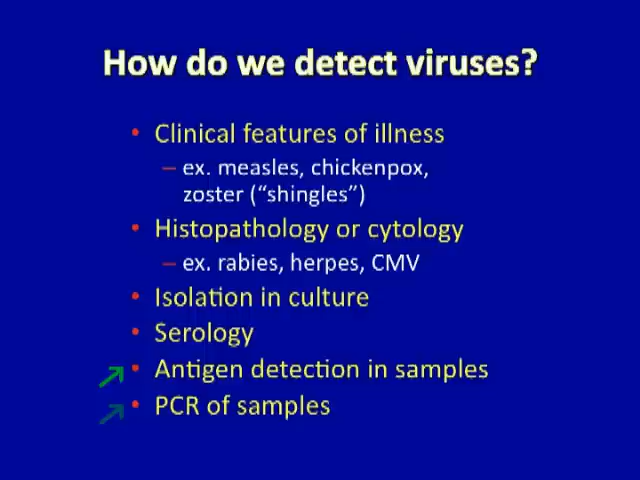 How do we detect viruses?
• Clinical features of illness
– ex. measles, chickenpox,
zoster (“shingles”)
• Histopathology or cytology
– ex. rabies, herpes, CMV
• Isolation in culture
• Serology
• Antigen detection in samples
• PCR of samples